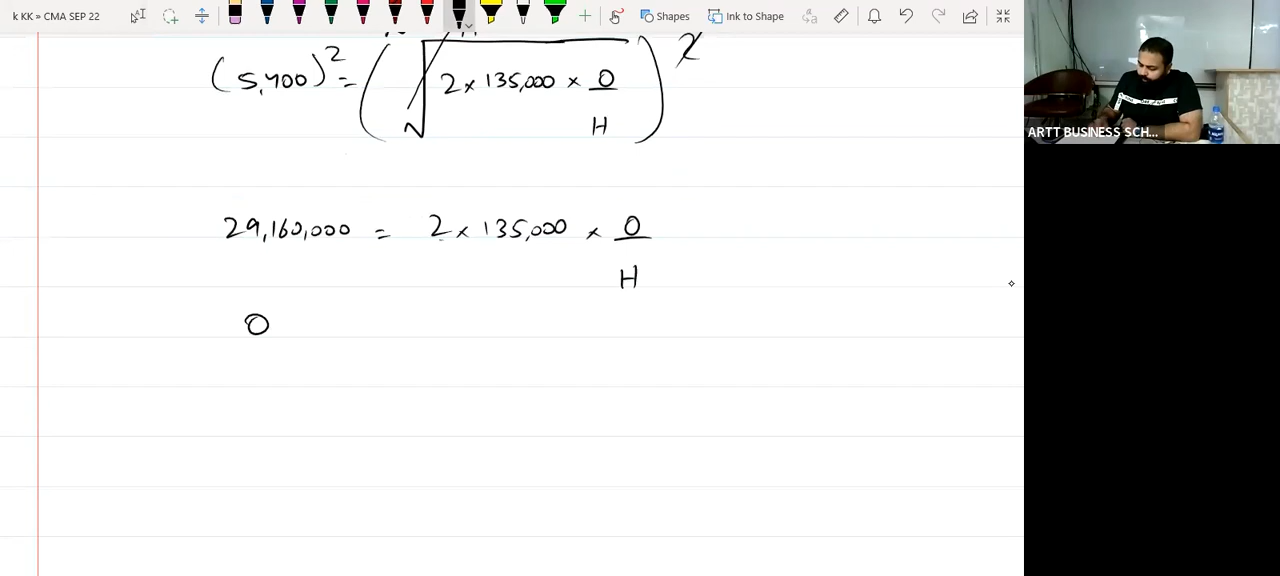 k KK » CMA SEP 22
Shapes
Ink to Shape
(5,400)² = (√2 × 135,000 × O/H)²
ARTT BUSINESS SCH...
29,160,000 = 2 × 135,000 × O/H
O